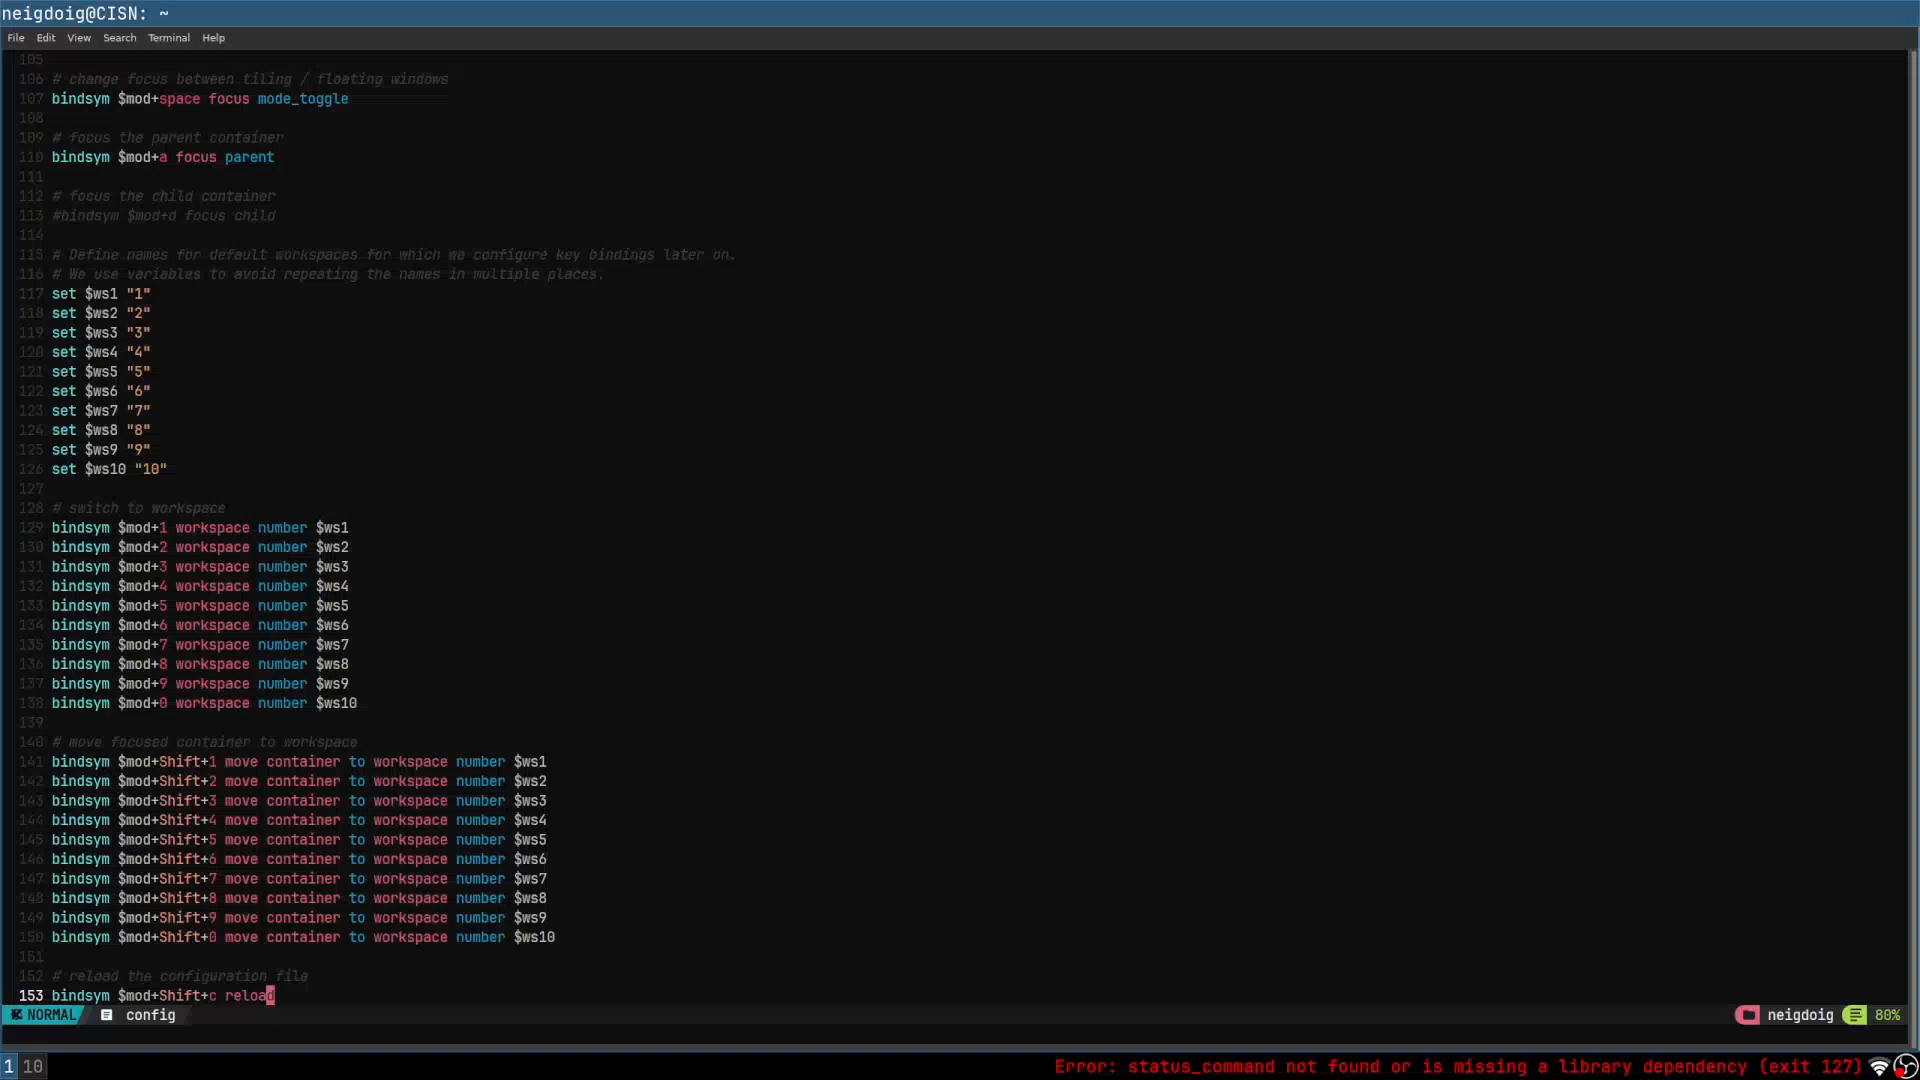 neigdoig@CISN: ~
File Edit View Search Terminal Help
105
106 # change focus between tiling / floating windows
107 bindsym $mod+space focus mode_toggle
108
109 # focus the parent container
110 bindsym $mod+a focus parent
111
112 # focus the child container
113 #bindsym $mod+d focus child
114
115 # Define names for default workspaces for which we configure key bindings later on.
116 # We use variables to avoid repeating the names in multiple places.
117 set $ws1 "1"
118 set $ws2 "2"
119 set $ws3 "3"
120 set $ws4 "4"
121 set $ws5 "5"
122 set $ws6 "6"
123 set $ws7 "7"
124 set $ws8 "8"
125 set $ws9 "9"
126 set $ws10 "10"
127
128 # switch to workspace
129 bindsym $mod+1 workspace number $ws1
130 bindsym $mod+2 workspace number $ws2
131 bindsym $mod+3 workspace number $ws3
132 bindsym $mod+4 workspace number $ws4
133 bindsym $mod+5 workspace number $ws5
134 bindsym $mod+6 workspace number $ws6
135 bindsym $mod+7 workspace number $ws7
136 bindsym $mod+8 workspace number $ws8
137 bindsym $mod+9 workspace number $ws9
138 bindsym $mod+0 workspace number $ws10
139
140 # move focused container to workspace
141 bindsym $mod+Shift+1 move container to workspace number $ws1
142 bindsym $mod+Shift+2 move container to workspace number $ws2
143 bindsym $mod+Shift+3 move container to workspace number $ws3
144 bindsym $mod+Shift+4 move container to workspace number $ws4
145 bindsym $mod+Shift+5 move container to workspace number $ws5
146 bindsym $mod+Shift+6 move container to workspace number $ws6
147 bindsym $mod+Shift+7 move container to workspace number $ws7
148 bindsym $mod+Shift+8 move container to workspace number $ws8
149 bindsym $mod+Shift+9 move container to workspace number $ws9
150 bindsym $mod+Shift+0 move container to workspace number $ws10
151
152 # reload the configuration file
153 bindsym $mod+Shift+c reload
NORMAL config neigdoig 80%
1 10 Error: status_command not found or is missing a library dependency (exit 127)